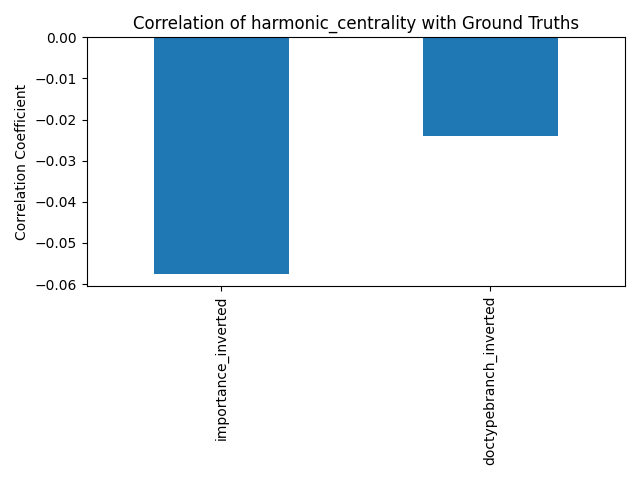 Correlation of harmonic_centrality with Ground Truths
Correlation Coefficient
0.00
−0.01
−0.02
−0.03
−0.04
−0.05
−0.06
importance_inverted
doctypebranch_inverted